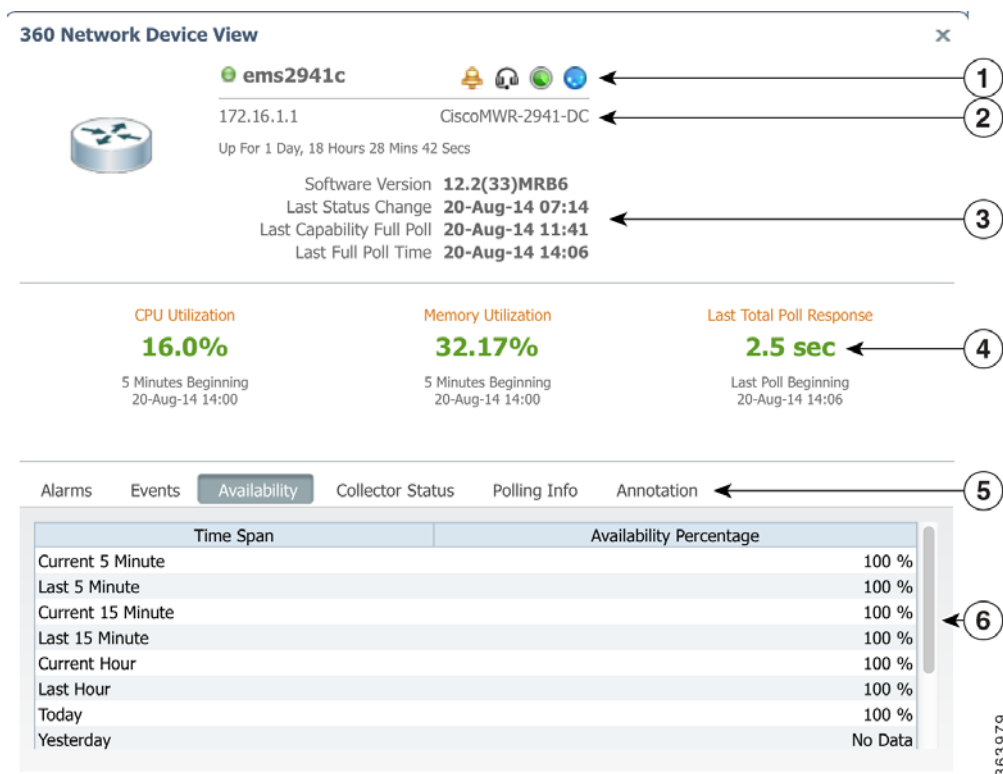 360 Network Device View
ems2941c
1
172.16.1.1 CiscoMWR-2941-DC
2
Up For 1 Day, 18 Hours 28 Mins 42 Secs
Software Version 12.2(33)MRB6
Last Status Change 20-Aug-14 07:14
3
Last Capability Full Poll 20-Aug-14 11:41
Last Full Poll Time 20-Aug-14 14:06
CPU Utilization Memory Utilization Last Total Poll Response
16.0% 32.17% 2.5 sec
4
5 Minutes Beginning 5 Minutes Beginning Last Poll Beginning
20-Aug-14 14:00 20-Aug-14 14:00 20-Aug-14 14:06
Alarms Events Availability Collector Status Polling Info Annotation
5
Time Span Availability Percentage
Current 5 Minute 100 %
Last 5 Minute 100 %
Current 15 Minute 100 %
6
Last 15 Minute 100 %
Current Hour 100 %
Last Hour 100 %
Today 100 %
Yesterday No Data
363979